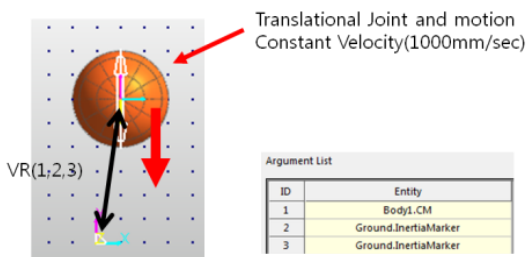 Translational Joint and motion
Constant Velocity(1000mm/sec)
VR(1,2,3)
Argument List
ID Entity
1 Body1.CM
2 Ground.InertiaMarker
3 Ground.InertiaMarker